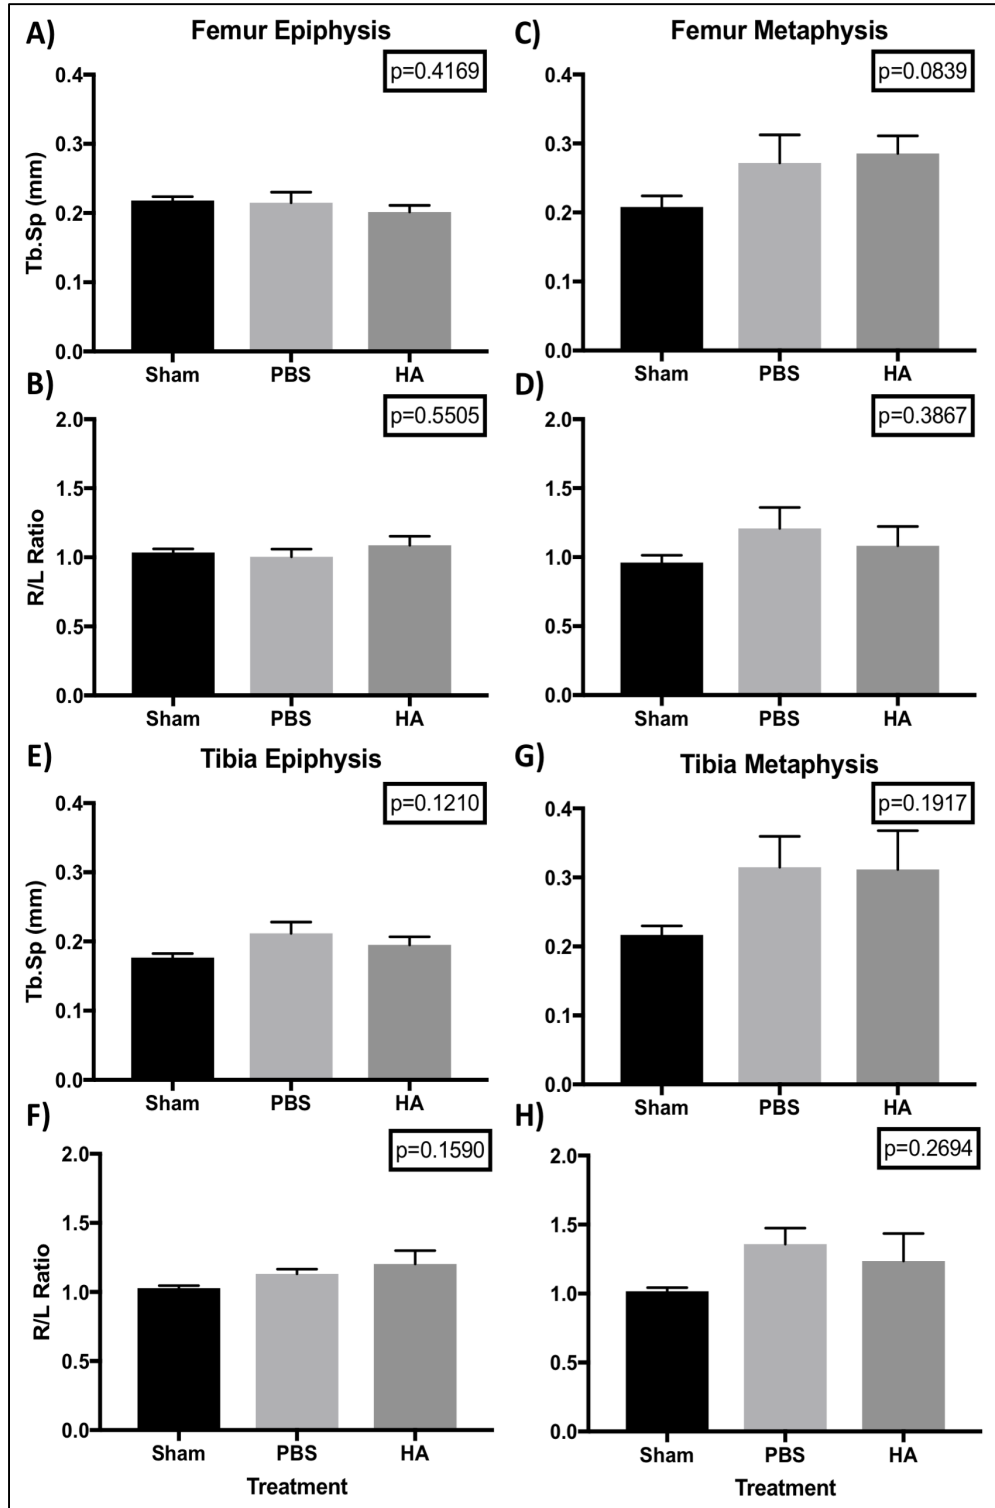 A)
Femur Epiphysis
p=0.4169
Tb.Sp (mm)
0.4
0.3
0.2
0.1
0.0
Sham PBS HA
C)
Femur Metaphysis
p=0.0839
0.4
0.3
0.2
0.1
0.0
Sham PBS HA
B)
p=0.5505
R/L Ratio
2.0
1.5
1.0
0.5
0.0
Sham PBS HA
D)
p=0.3867
2.0
1.5
1.0
0.5
0.0
Sham PBS HA
E)
Tibia Epiphysis
p=0.1210
Tb.Sp (mm)
0.4
0.3
0.2
0.1
0.0
Sham PBS HA
G)
Tibia Metaphysis
p=0.1917
0.4
0.3
0.2
0.1
0.0
Sham PBS HA
F)
p=0.1590
R/L Ratio
2.0
1.5
1.0
0.5
0.0
Sham PBS HA
Treatment
H)
p=0.2694
2.0
1.5
1.0
0.5
0.0
Sham PBS HA
Treatment